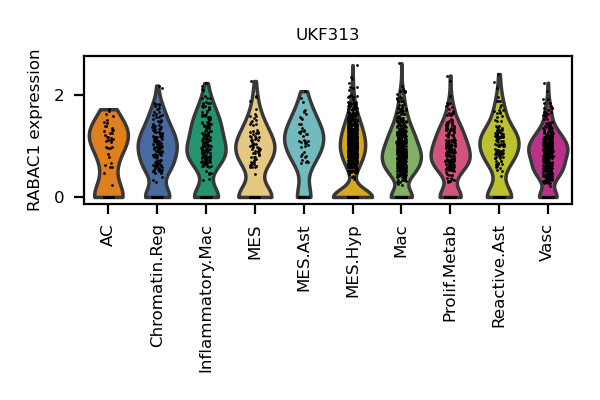 UKF313
RABAC1 expression
2
0
AC
Chromatin.Reg
Inflammatory.Mac
MES
MES.Ast
MES.Hyp
Mac
Prolif.Metab
Reactive.Ast
Vasc